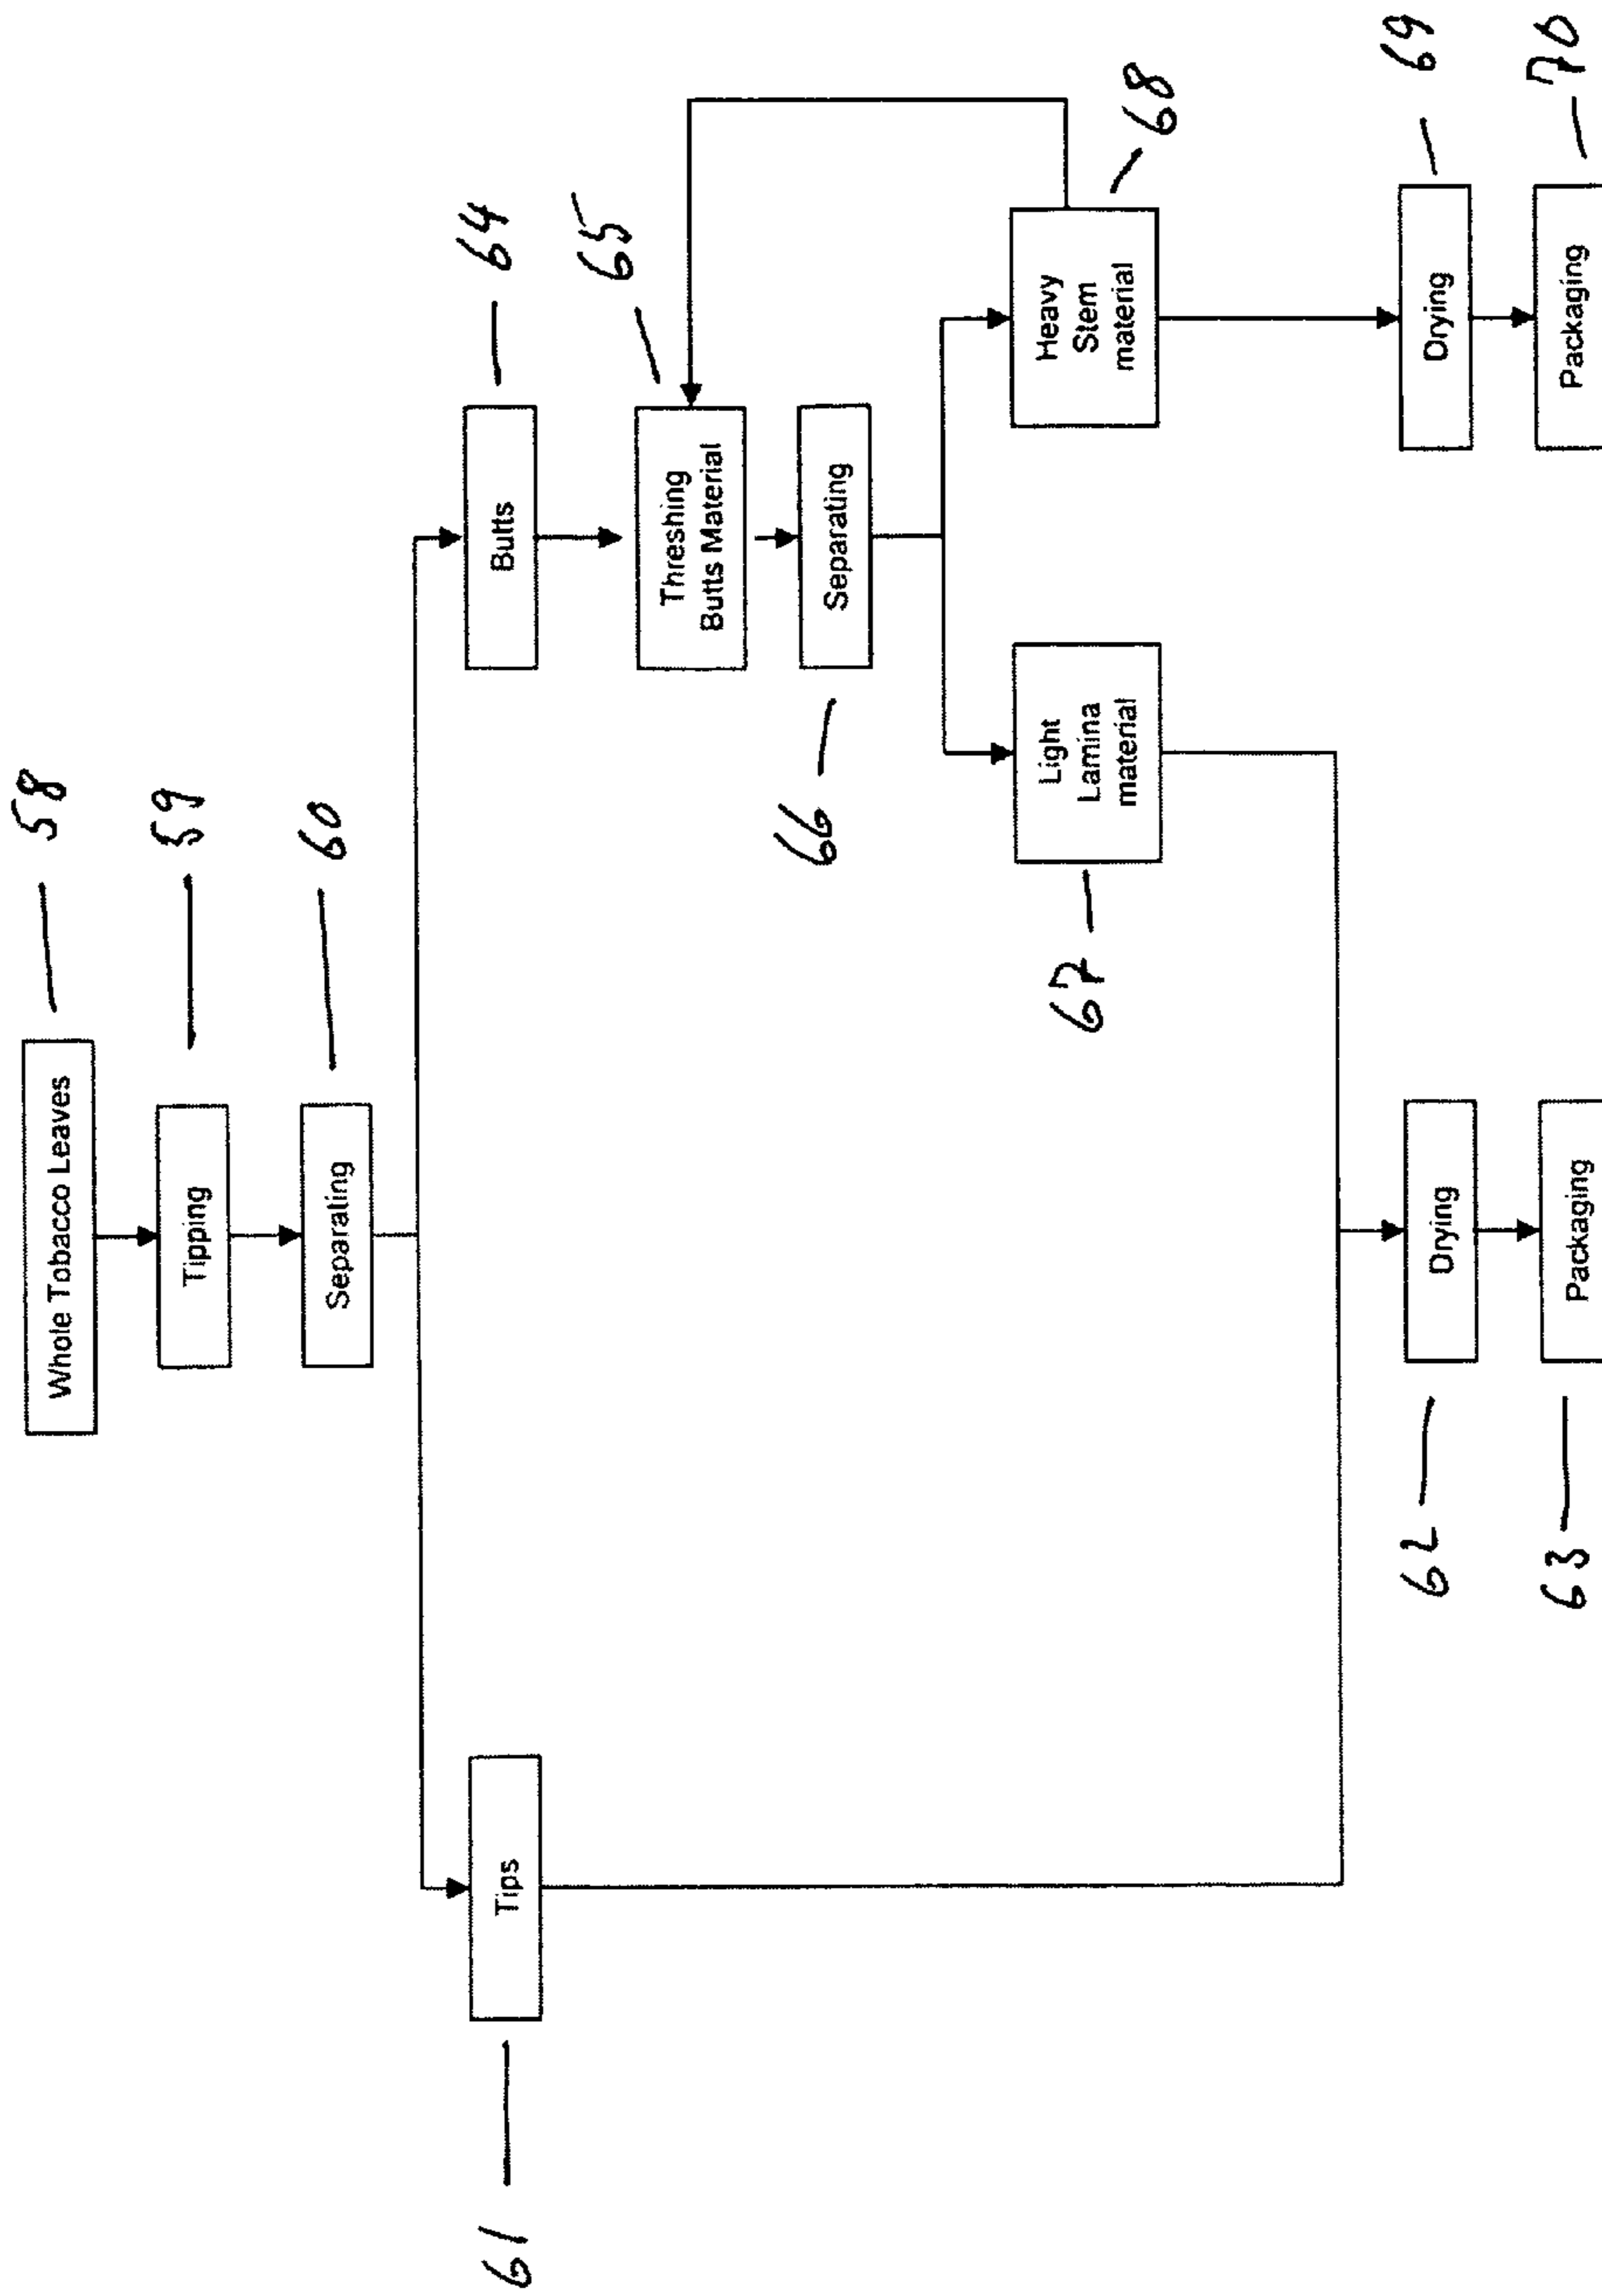 Whole Tobacco Leaves
58
Tipping
59
Separating
60
61
Tips
Butts
64
Threshing
Butts Material
65
66
Separating
67
Light
Lamina
material
Heavy
Stem
material
68
62
Drying
Drying
69
63
Packaging
Packaging
70